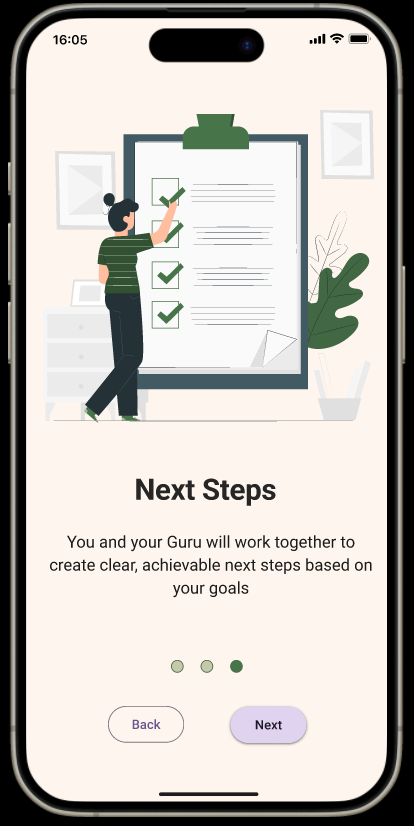 16:05
Next Steps
You and your Guru will work together to
create clear, achievable next steps based on
your goals
Back
Next